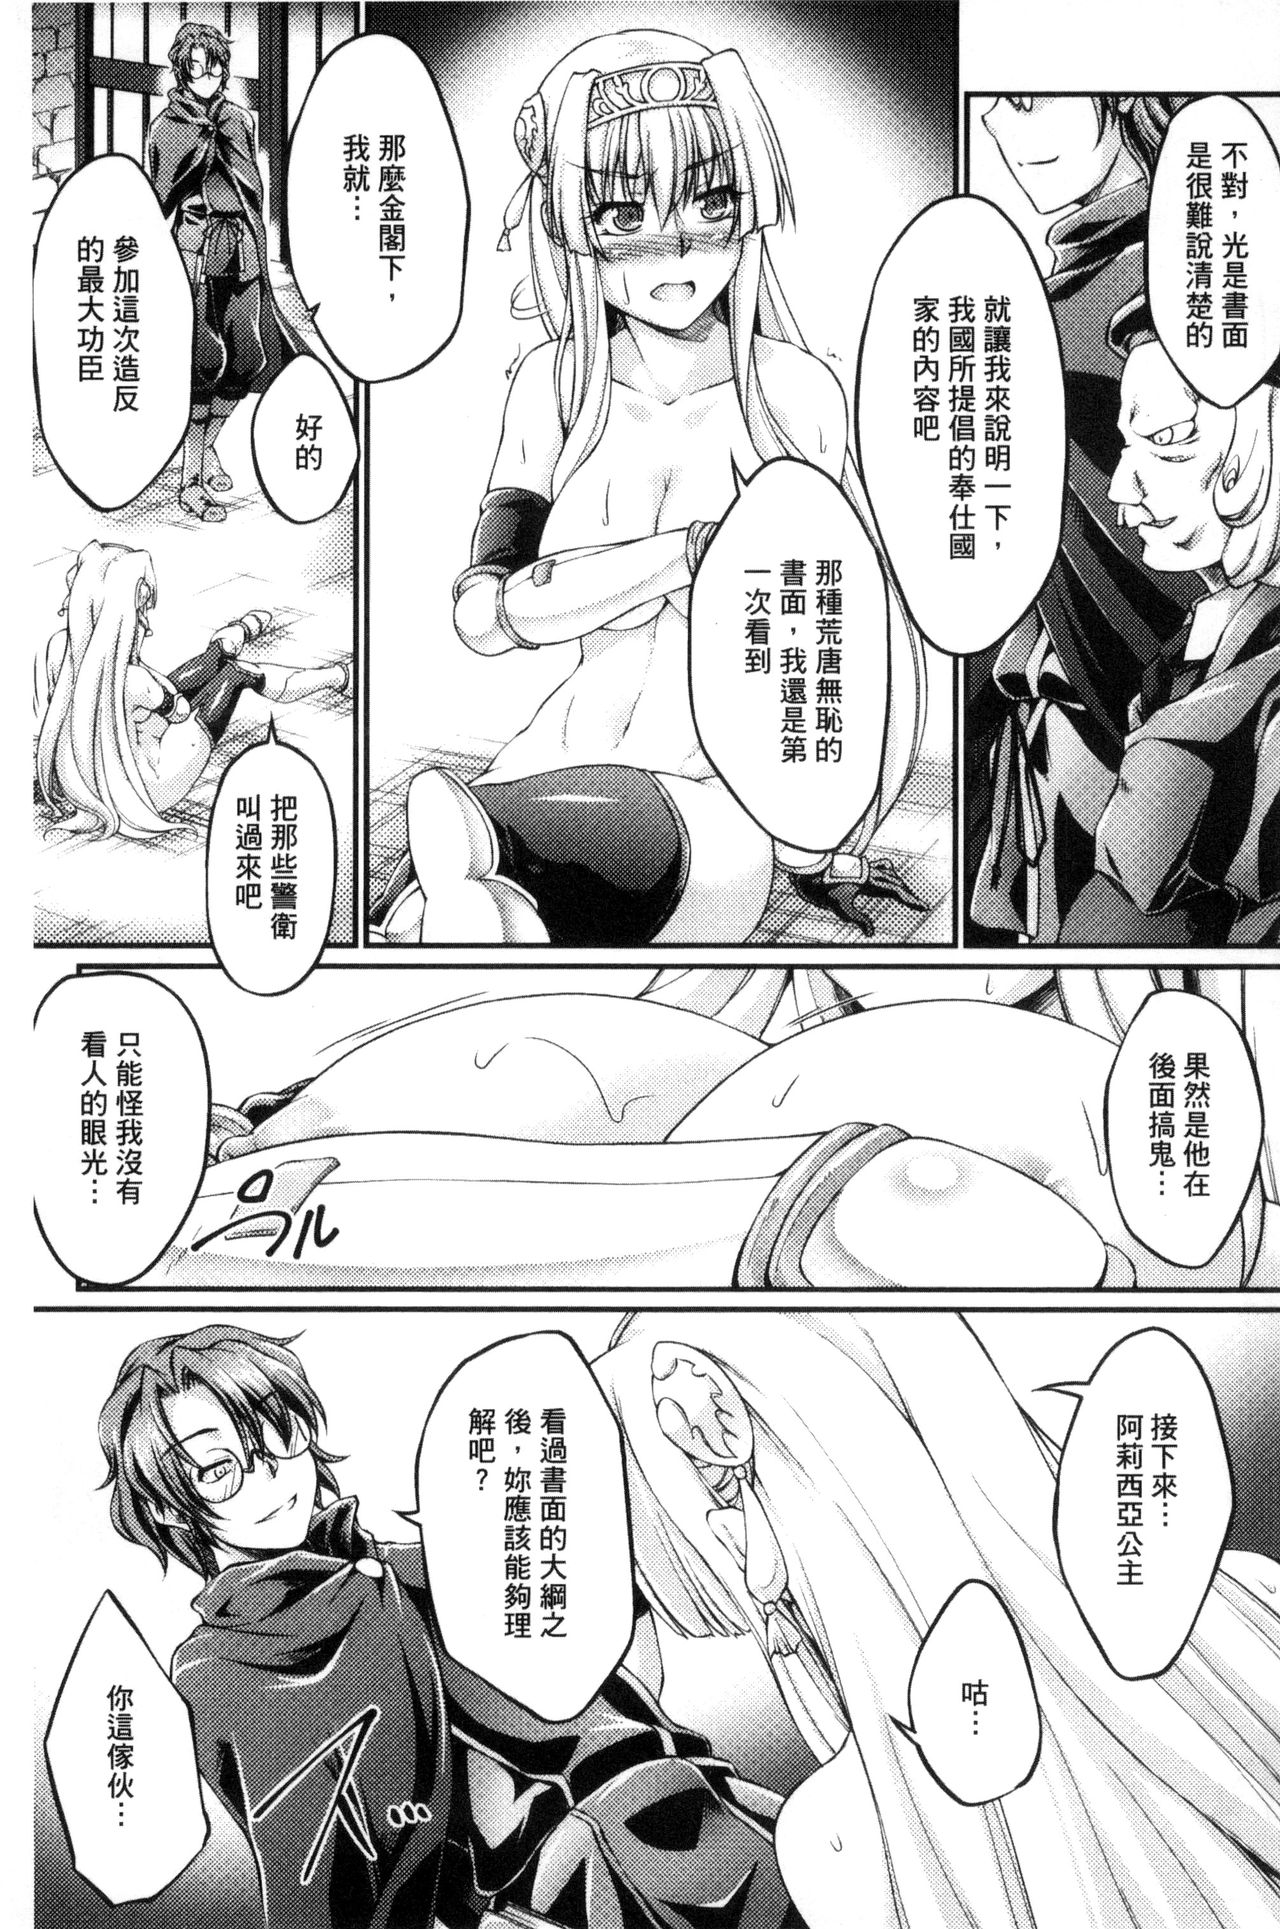 不對，光是書面
是很難說清楚的
就讓我來說明一下，
我國所提倡的奉仕國
家的內容吧
那種荒唐無恥的
書面，我還是第
一次看到
那麼金閣下，
我就…
好的
參加這次造反
的最大功臣
把那些警衛
叫過來吧
果然是他在
後面搞鬼…
只能怪我沒有
看人的眼光…
プルル
接下來…
阿莉西亞公主
咕…
看過書面的大綱之
後，妳應該能夠理
解吧？
スッ…
你這傢伙…